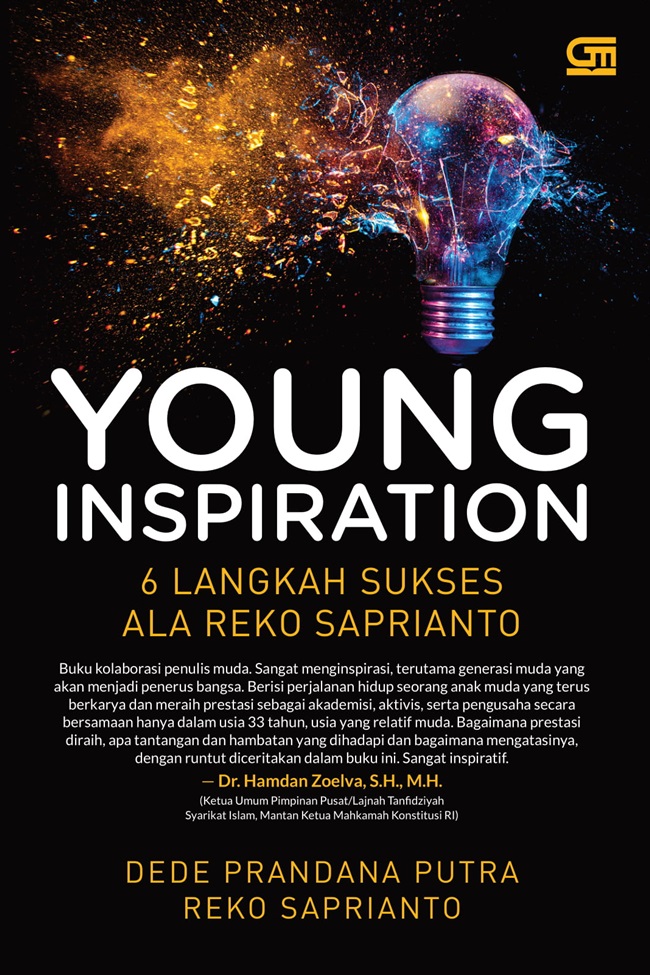 GM
YOUNG
INSPIRATION
6 LANGKAH SUKSES
ALA REKO SAPRIANTO
Buku kolaborasi penulis muda. Sangat menginspirasi, terutama generasi muda yang
akan menjadi penerus bangsa. Berisi perjalanan hidup seorang anak muda yang terus
berkarya dan meraih prestasi sebagai akademisi, aktivis, serta pengusaha secara
bersamaan hanya dalam usia 33 tahun, usia yang relatif muda. Bagaimana prestasi
diraih, apa tantangan dan hambatan yang dihadapi dan bagaimana mengatasinya,
dengan runtut diceritakan dalam buku ini. Sangat inspiratif.
— Dr. Hamdan Zoelva, S.H., M.H.
(Ketua Umum Pimpinan Pusat/Lajnah Tanfidziyah
Syarikat Islam, Mantan Ketua Mahkamah Konstitusi RI)
DEDE PRANDANA PUTRA
REKO SAPRIANTO